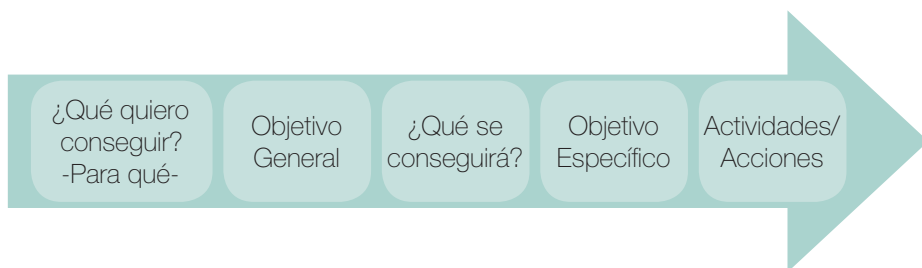 ¿Qué quiero
conseguir?
-Para qué-
Objetivo
General
¿Qué se
conseguirá?
Objetivo
Específico
Actividades/
Acciones